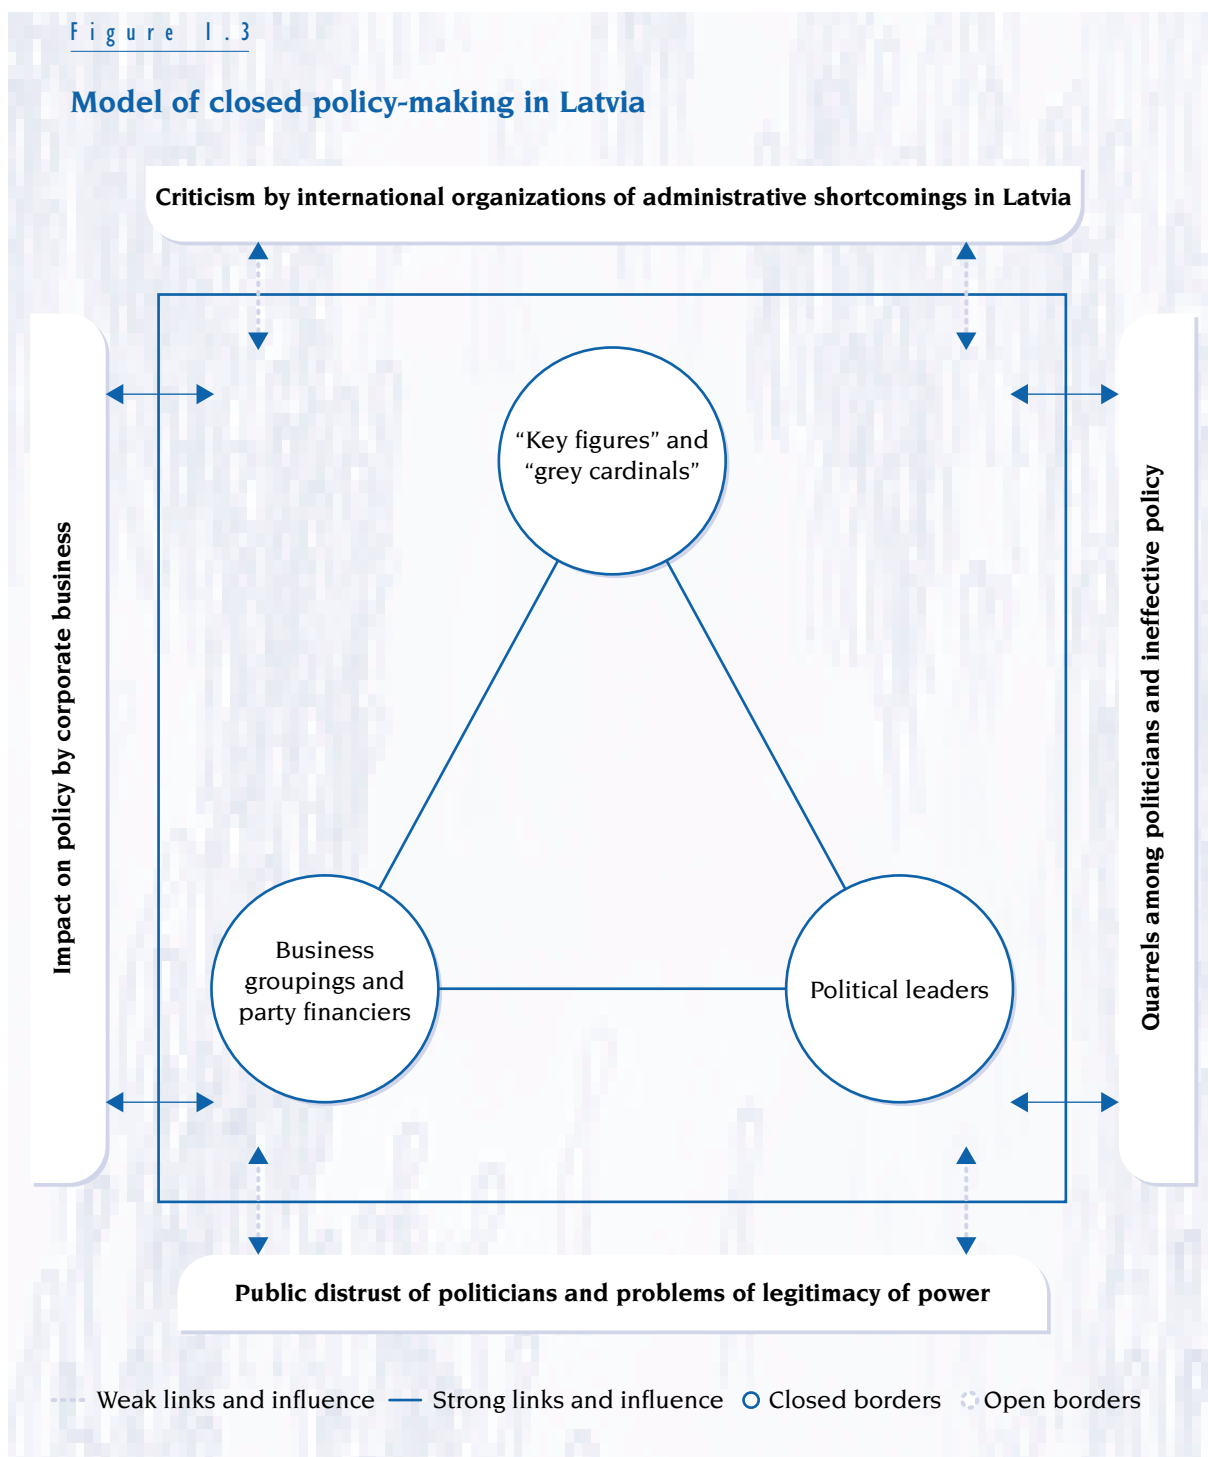 Figure 1.3
Model of closed policy-making in Latvia
Criticism by international organizations of administrative shortcomings in Latvia
Impact on policy by corporate business
“Key figures” and
“grey cardinals”
Quarrels among politicians and ineffective policy
Business
groupings and
party financiers
Political leaders
Public distrust of politicians and problems of legitimacy of power
Weak links and influence
Strong links and influence
Closed borders
Open borders